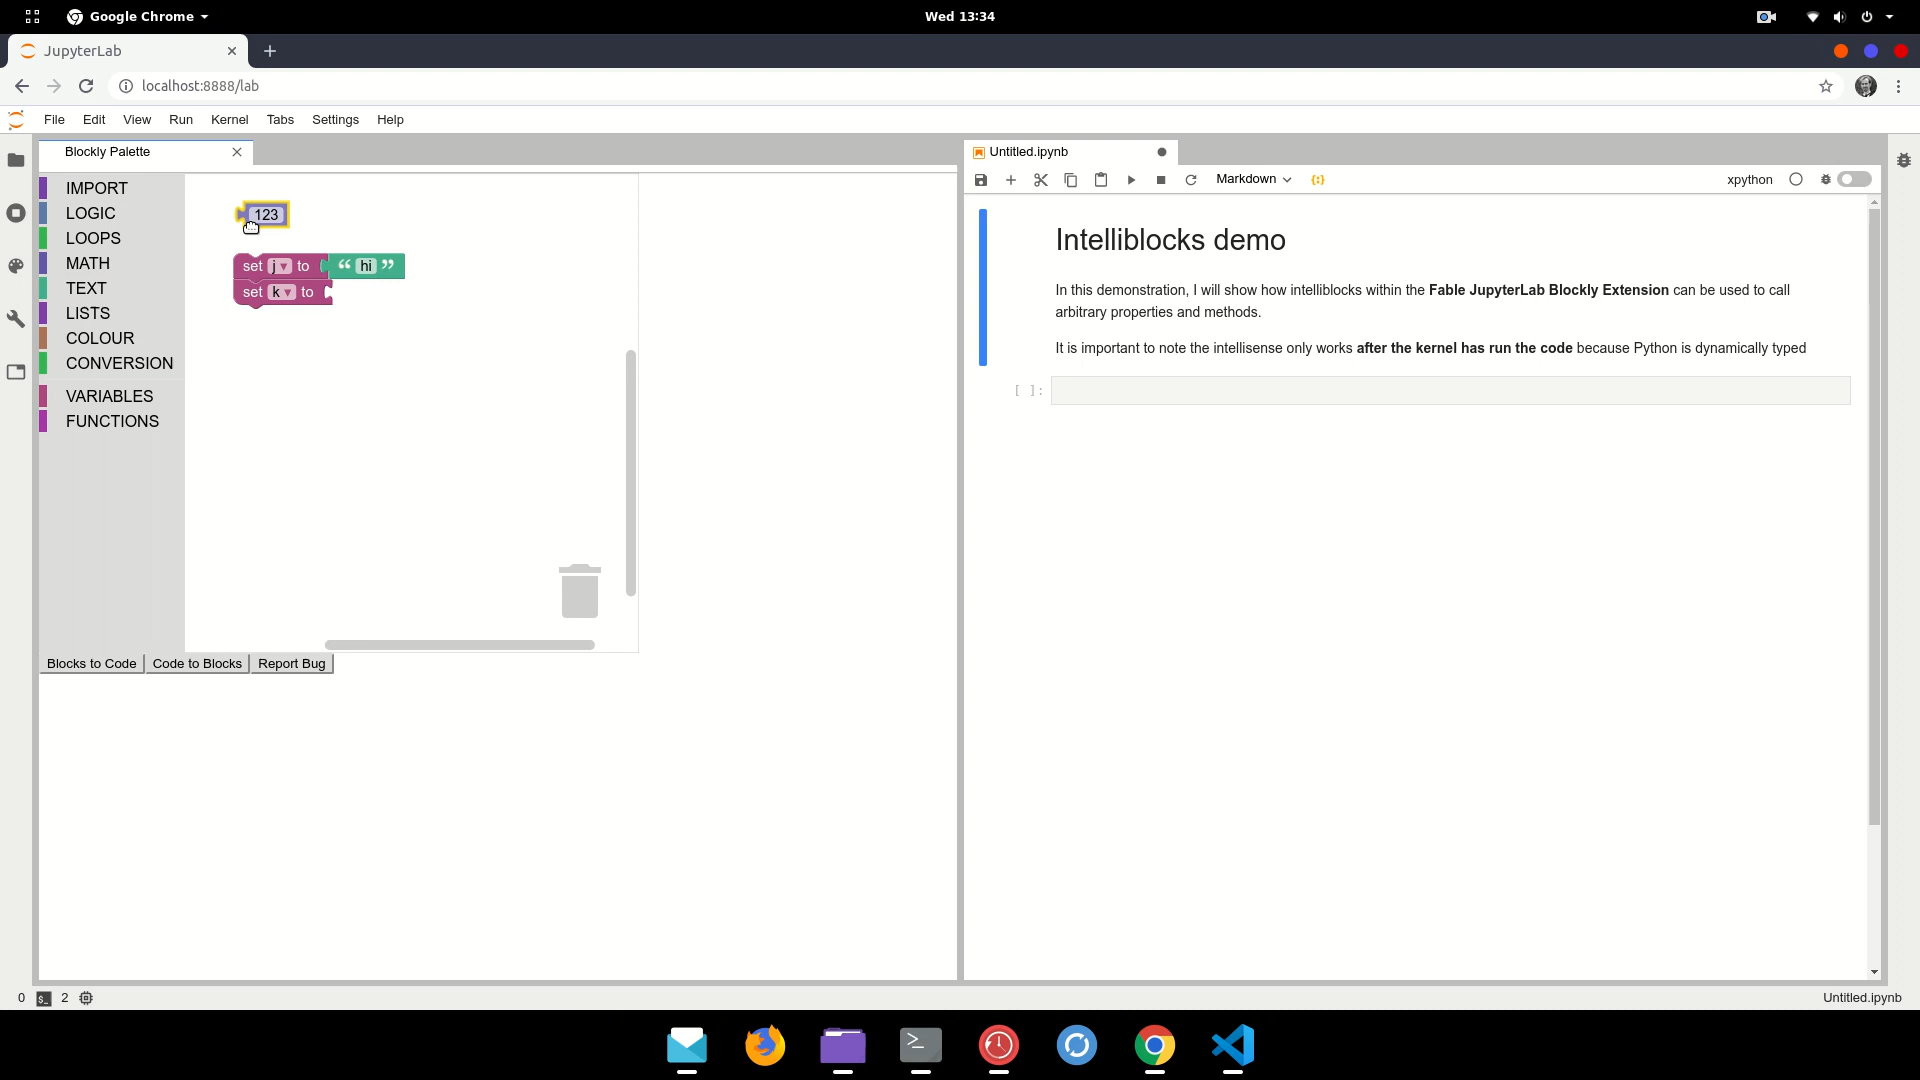 Google Chrome
Wed 13:34
JupyterLab
localhost:8888/lab
File Edit View Run Kernel Tabs Settings Help
Blockly Palette
IMPORT
LOGIC
LOOPS
MATH
TEXT
LISTS
COLOUR
CONVERSION
VARIABLES
FUNCTIONS
123
set j to “ hi ”
set k to
Blocks to Code Code to Blocks Report Bug
Untitled.ipynb
Markdown {:} xpython
Intelliblocks demo
In this demonstration, I will show how intelliblocks within the Fable JupyterLab Blockly Extension can be used to call
arbitrary properties and methods.
It is important to note the intellisense only works after the kernel has run the code because Python is dynamically typed
[ ]:
0 $_ 2 Untitled.ipynb